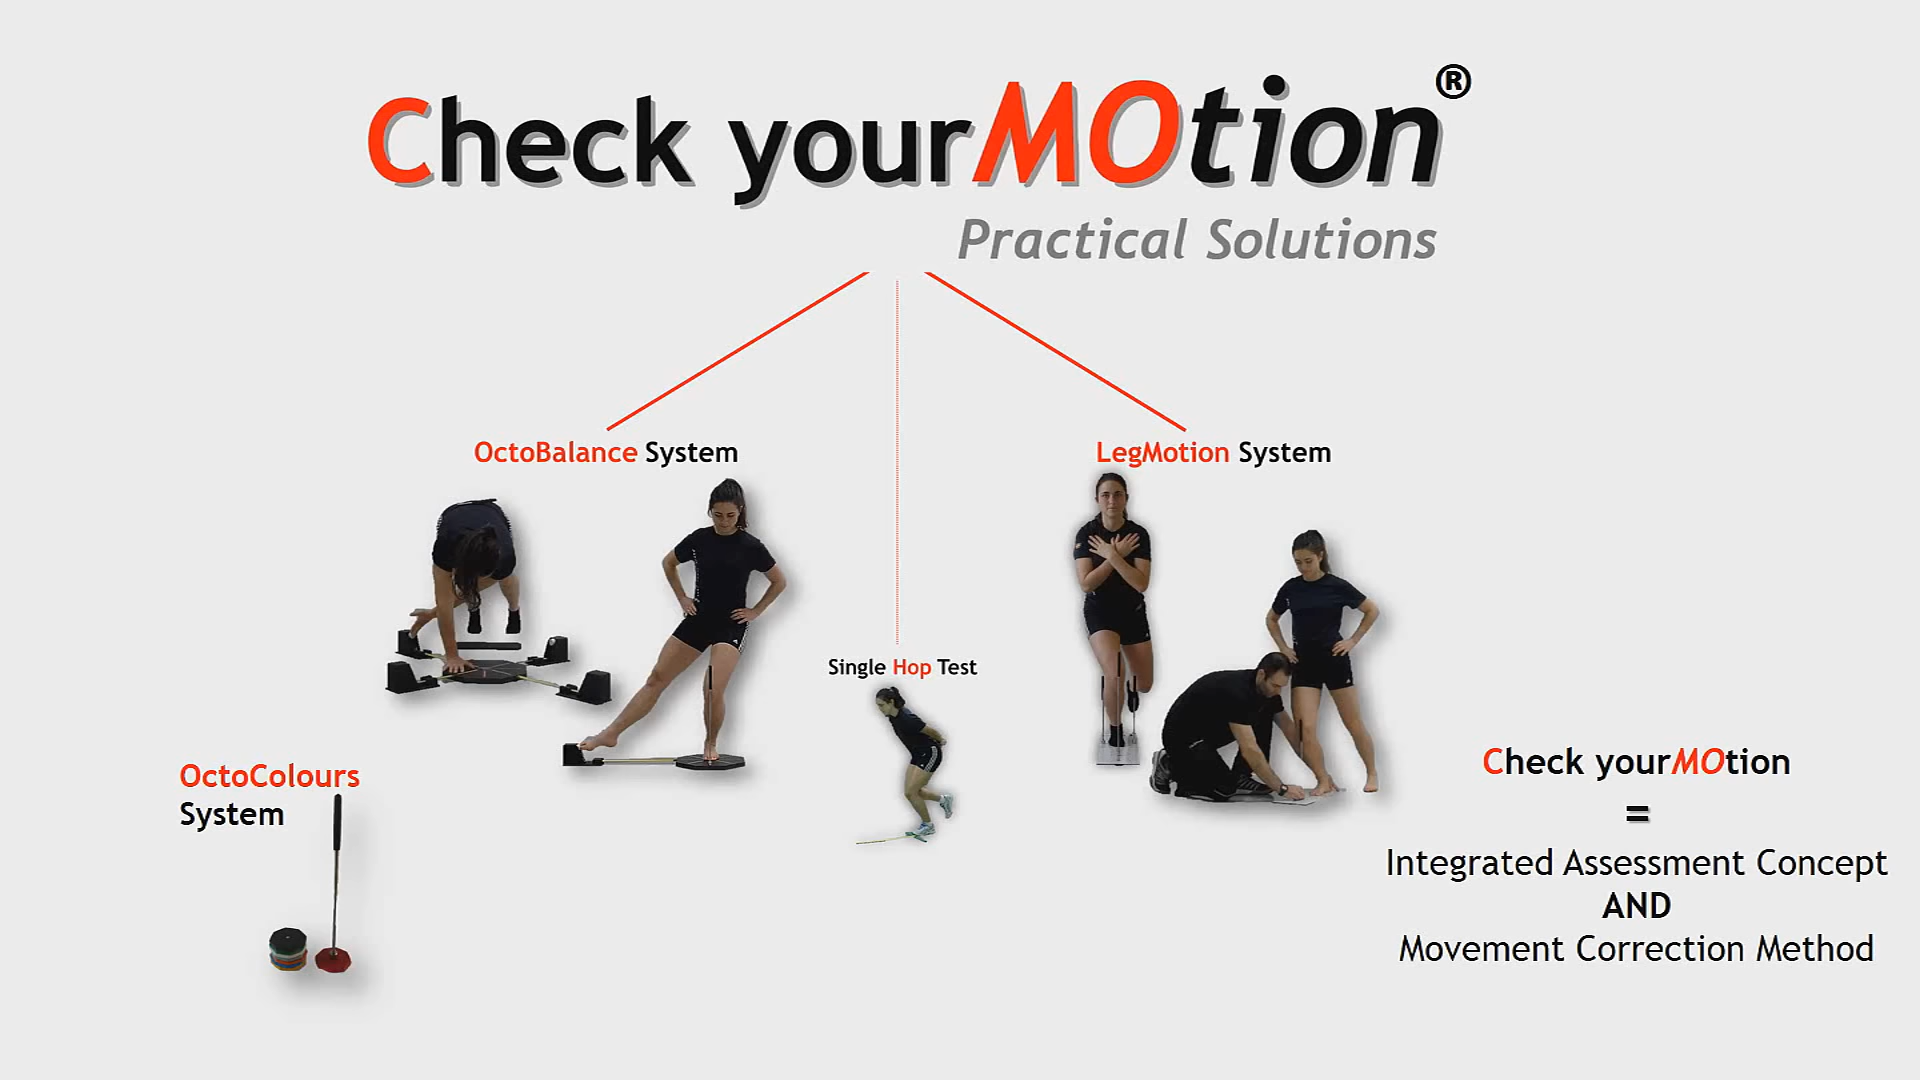 Check yourMOtion®
Practical Solutions
OctoBalance System
LegMotion System
Single Hop Test
OctoColours
System
Check yourMOtion
=
Integrated Assessment Concept
AND
Movement Correction Method